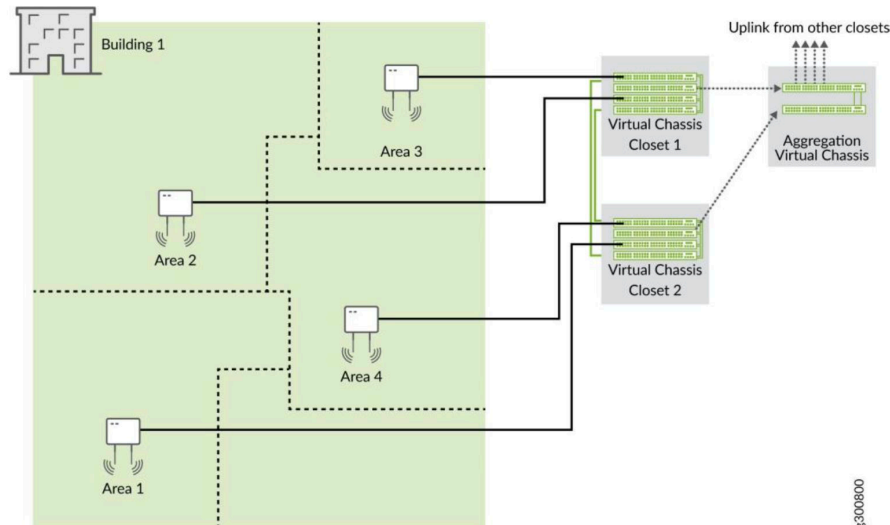 Building 1
Uplink from other closets
Area 3
Virtual Chassis
Closet 1
Aggregation
Virtual Chassis
Area 2
Virtual Chassis
Closet 2
Area 4
Area 1
g300800